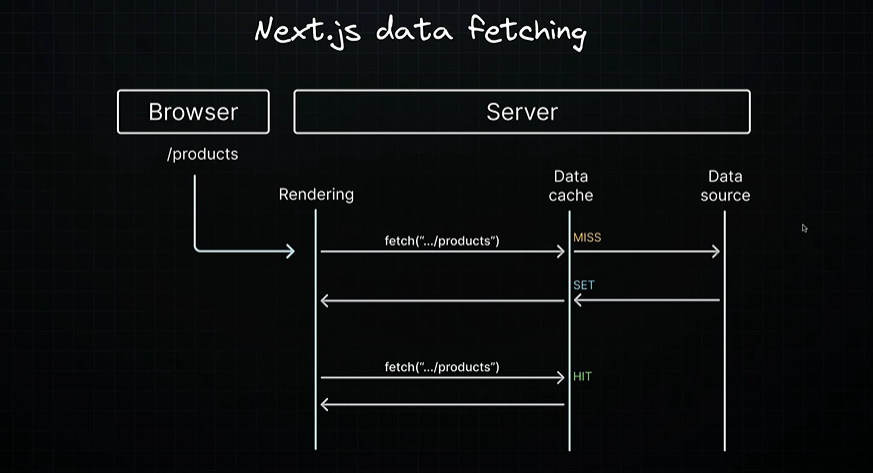 Next.js data fetching
Browser
Server
/products
Rendering
Data
cache
Data
source
fetch(“.../products”)
MISS
SET
fetch(“.../products”)
HIT